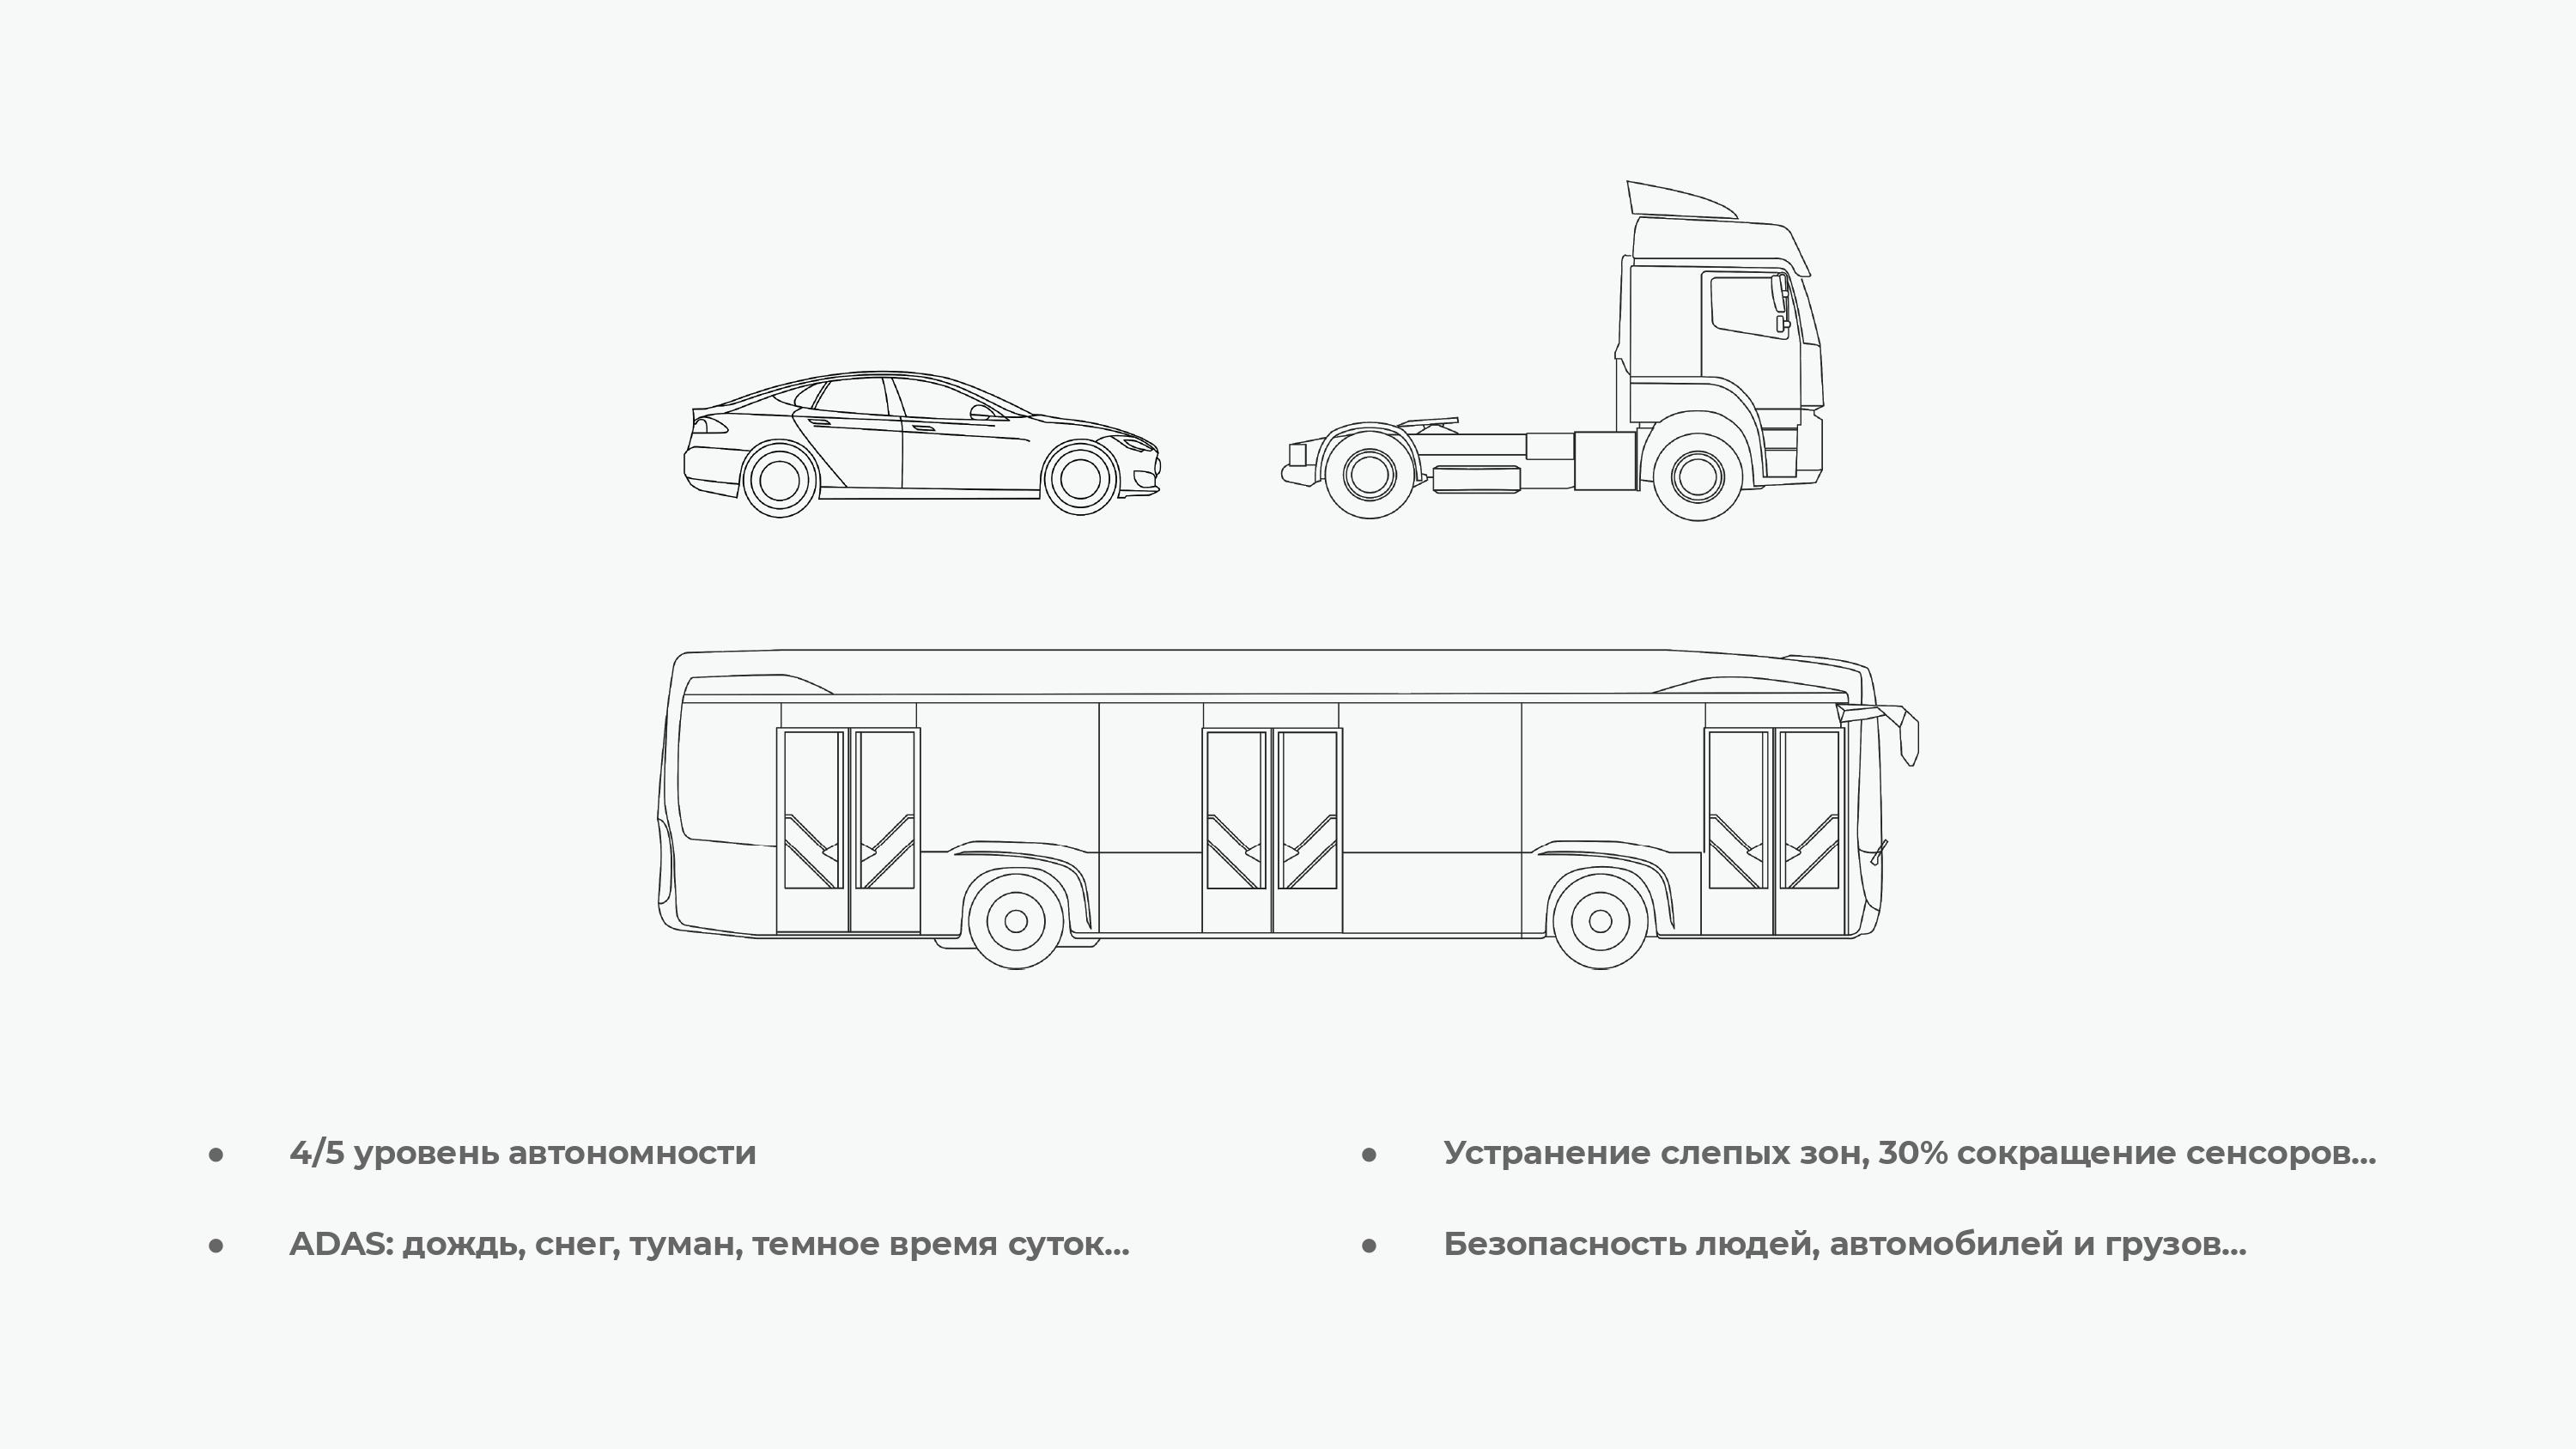 ● 4/5 уровень автономности
● ADAS: дождь, снег, туман, темное время суток...
● Устранение слепых зон, 30% сокращение сенсоров...
● Безопасность людей, автомобилей и грузов...